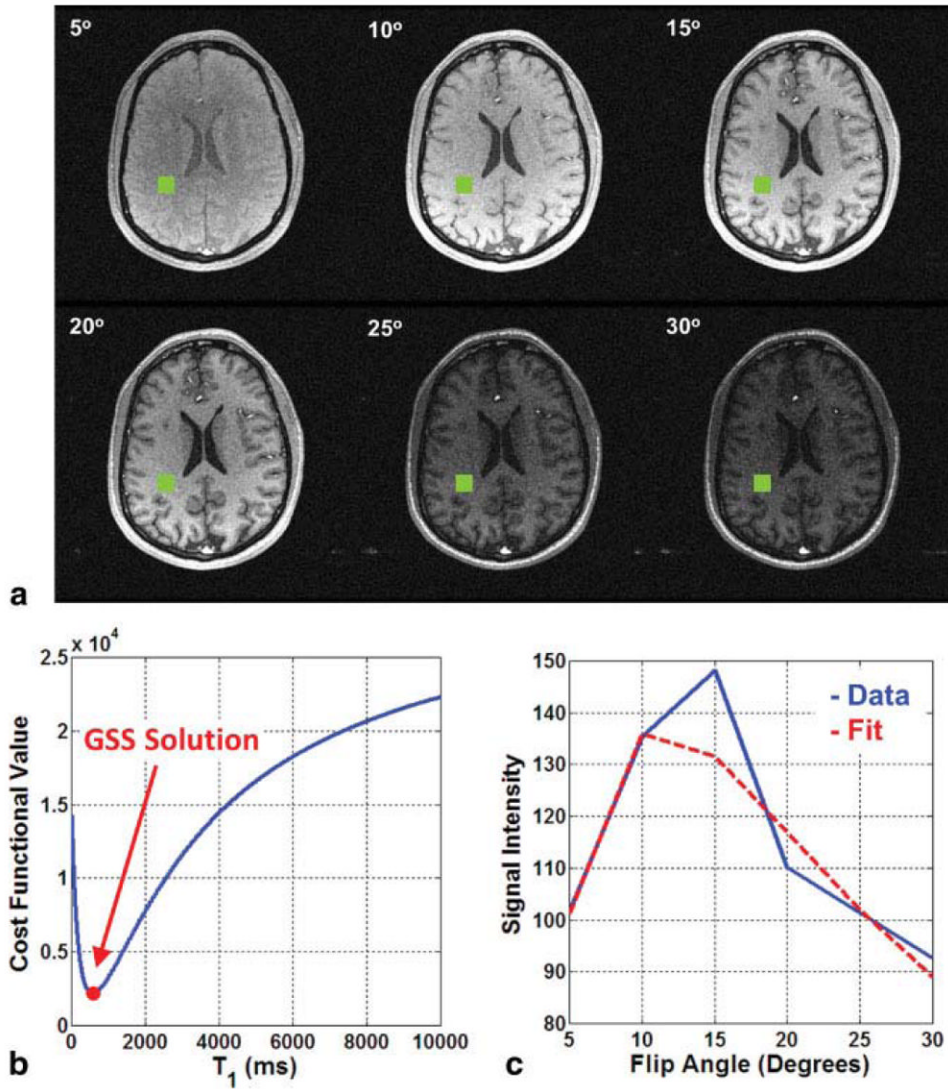 5º 10º 15º
20º 25º 30º
a
x 10⁴
2.5
2
1.5
1
0.5
0
Cost Functional Value
GSS Solution
0 2000 4000 6000 8000 10000
T₁ (ms)
b
150
140
130
120
110
100
90
80
Signal Intensity
- Data
- Fit
5 10 15 20 25 30
Flip Angle (Degrees)
c